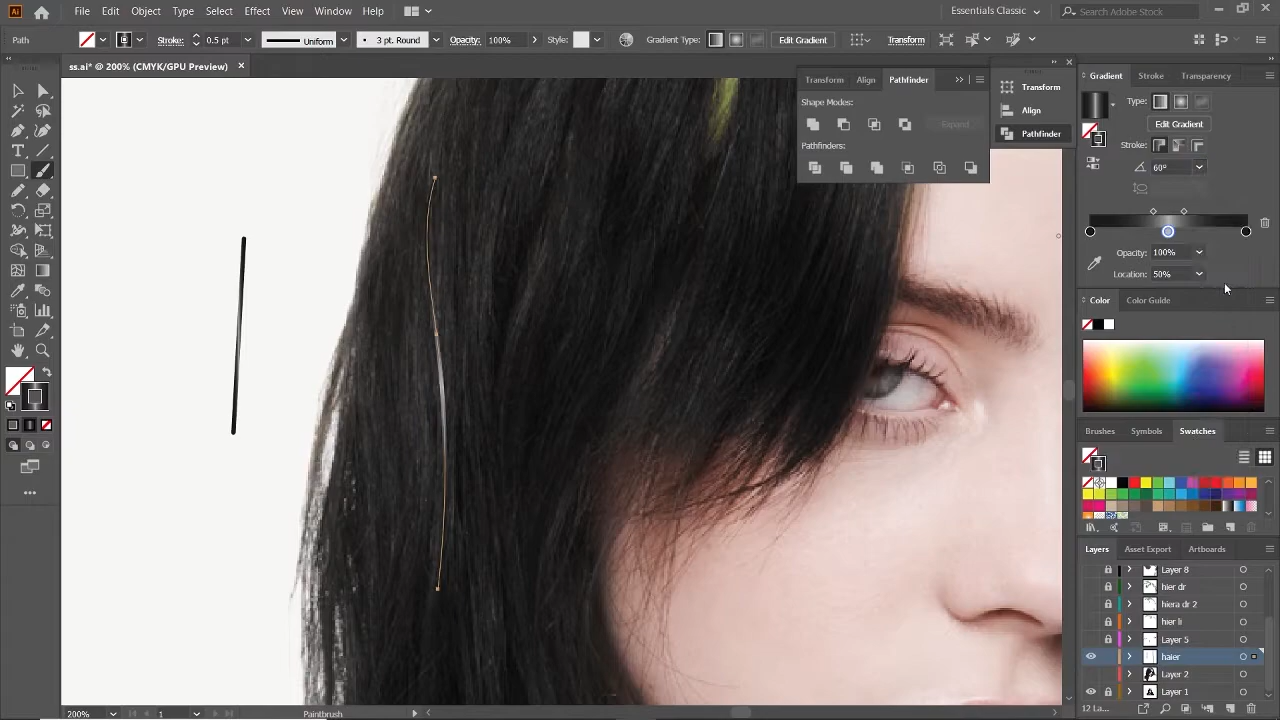 Ai File Edit Object Type Select Effect View Window Help Essentials Classic Search Adobe Stock
Path Stroke: 0.5 pt Uniform 3 pt. Round Opacity: 100% Style: Gradient Type: Edit Gradient Transform
ss.ai* @ 200% (CMYK/GPU Preview)
Transform Align Pathfinder
Shape Modes:
Expand
Pathfinders:
Transform
Align
Pathfinder
Gradient Stroke Transparency
Type:
Edit Gradient
Stroke:
60°
Opacity: 100%
Location: 50%
Color Color Guide
Brushes Symbols Swatches
Layers Asset Export Artboards
Layer 8
hier dr
hiera dr 2
hier li
Layer 5
haier
Layer 2
Layer 1
12 La...
200% 1 Paintbrush